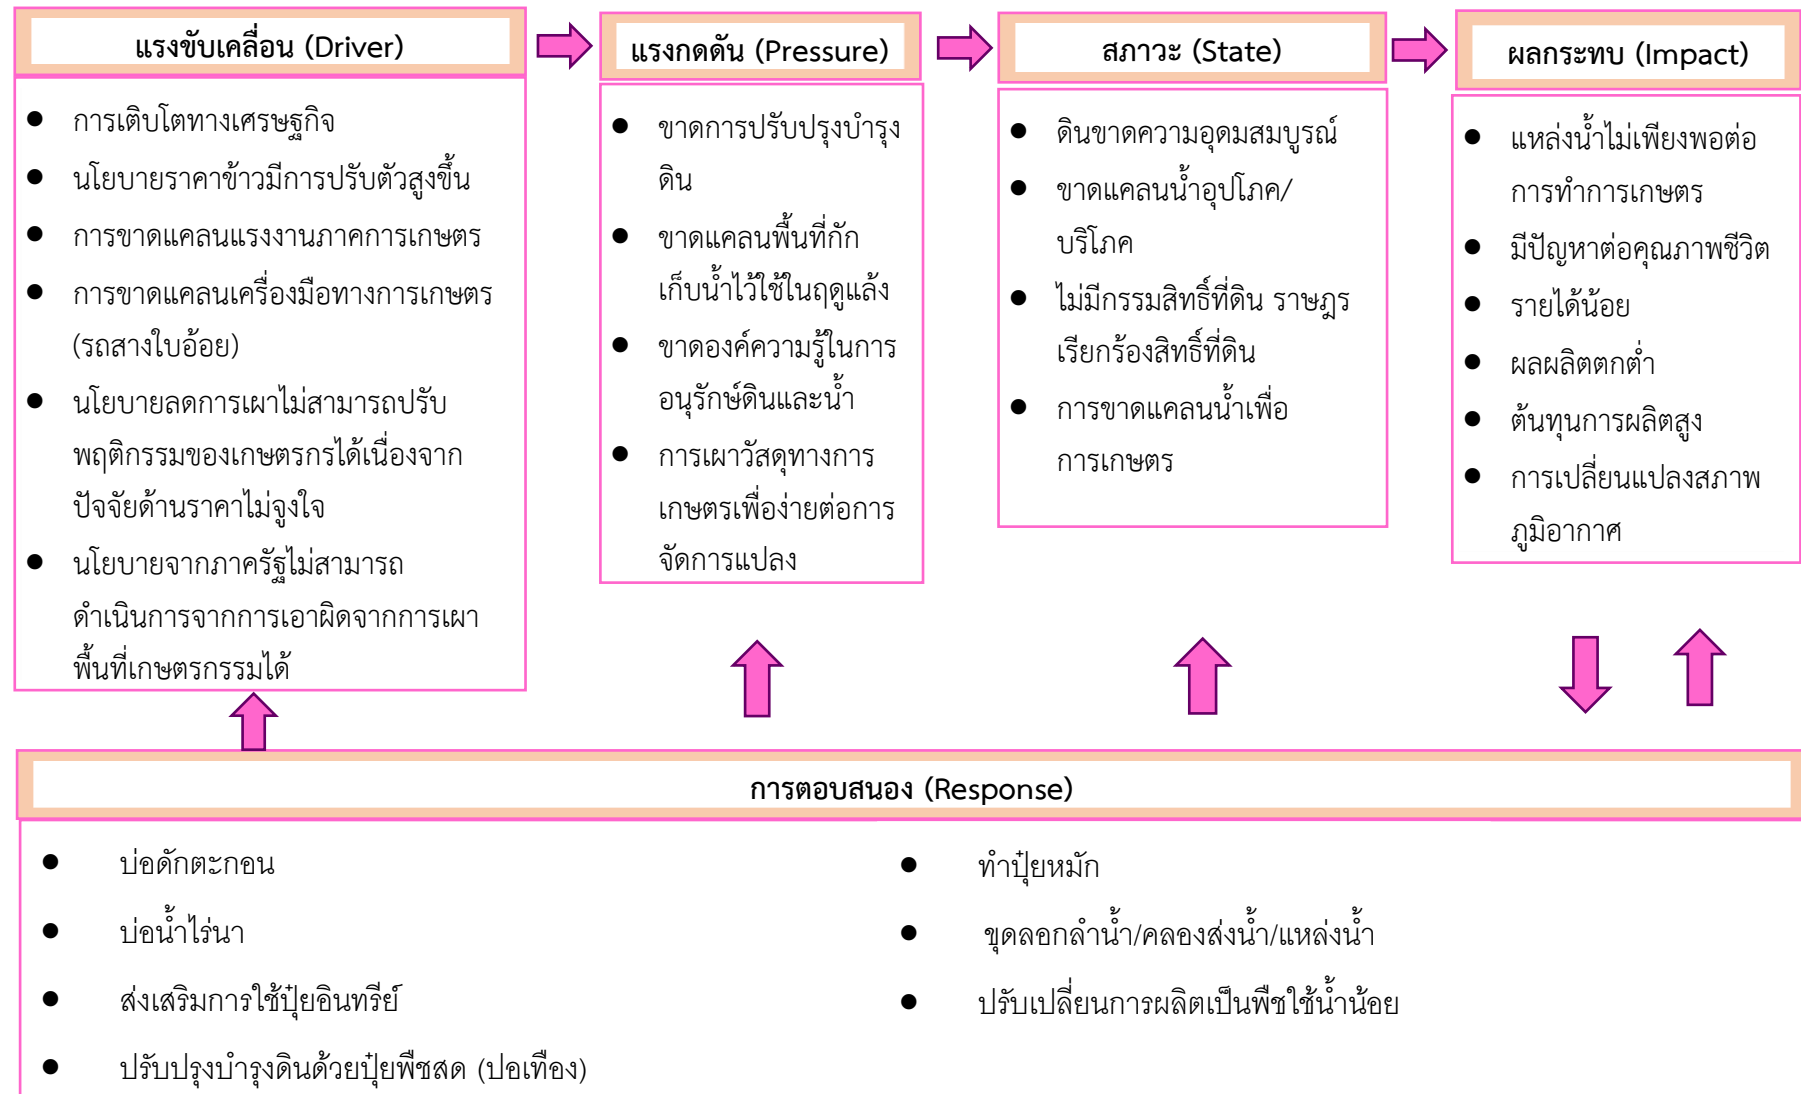 แรงขับเคลื่อน (Driver)
● การเติบโตทางเศรษฐกิจ
● นโยบายราคาข้าวมีการปรับตัวสูงขึ้น
● การขาดแคลนแรงงานภาคการเกษตร
● การขาดแคลนเครื่องมือทางการเกษตร
(รถสางใบอ้อย)
● นโยบายลดการเผาไม่สามารถปรับ
พฤติกรรมของเกษตรกรได้เนื่องจาก
ปัจจัยด้านราคาไม่จูงใจ
● นโยบายจากภาครัฐไม่สามารถ
ดำเนินการจากการเอาผิดจากการเผา
พื้นที่เกษตรกรรมได้
แรงกดดัน (Pressure)
● ขาดการปรับปรุงบำรุง
ดิน
● ขาดแคลนพื้นที่กัก
เก็บน้ำไว้ใช้ในฤดูแล้ง
● ขาดองค์ความรู้ในการ
อนุรักษ์ดินและน้ำ
● การเผาวัสดุทางการ
เกษตรเพื่อง่ายต่อการ
จัดการแปลง
สภาวะ (State)
● ดินขาดความอุดมสมบูรณ์
● ขาดแคลนน้ำอุปโภค/
บริโภค
● ไม่มีกรรมสิทธิ์ที่ดิน ราษฎร
เรียกร้องสิทธิ์ที่ดิน
● การขาดแคลนน้ำเพื่อ
การเกษตร
ผลกระทบ (Impact)
● แหล่งน้ำไม่เพียงพอต่อ
การทำการเกษตร
● มีปัญหาต่อคุณภาพชีวิต
● รายได้น้อย
● ผลผลิตตกต่ำ
● ต้นทุนการผลิตสูง
● การเปลี่ยนแปลงสภาพ
ภูมิอากาศ
การตอบสนอง (Response)
● บ่อดักตะกอน
● บ่อน้ำไร่นา
● ส่งเสริมการใช้ปุ๋ยอินทรีย์
● ปรับปรุงบำรุงดินด้วยปุ๋ยพืชสด (ปอเทือง)
● ทำปุ๋ยหมัก
● ขุดลอกลำน้ำ/คลองส่งน้ำ/แหล่งน้ำ
● ปรับเปลี่ยนการผลิตเป็นพืชใช้น้ำน้อย